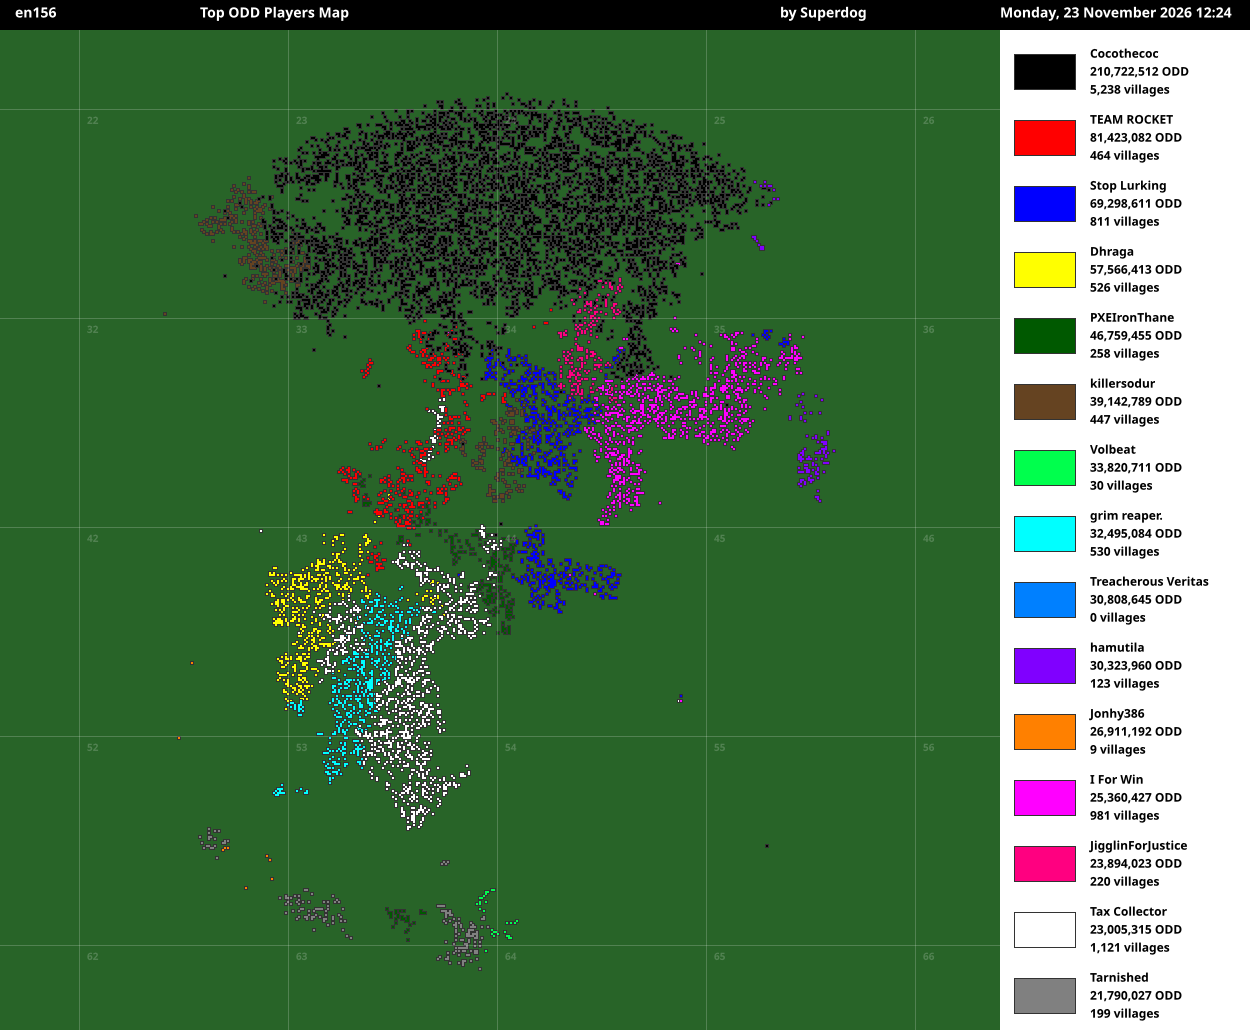 en156 Top ODD Players Map by Superdog Monday, 23 November 2026 12:24
Cocothecoc
210,722,512 ODD
5,238 villages
TEAM ROCKET
81,423,082 ODD
464 villages
Stop Lurking
69,298,611 ODD
811 villages
Dhraga
57,566,413 ODD
526 villages
PXEIronThane
46,759,455 ODD
258 villages
killersodur
39,142,789 ODD
447 villages
Volbeat
33,820,711 ODD
30 villages
grim reaper.
32,495,084 ODD
530 villages
Treacherous Veritas
30,808,645 ODD
0 villages
hamutila
30,323,960 ODD
123 villages
Jonhy386
26,911,192 ODD
9 villages
I For Win
25,360,427 ODD
981 villages
JigglinForJustice
23,894,023 ODD
220 villages
Tax Collector
23,005,315 ODD
1,121 villages
Tarnished
21,790,027 ODD
199 villages
22 23 25 26
32 33 34 35 36
42 43 44 45 46
52 53 54 55 56
62 63 64 65 66